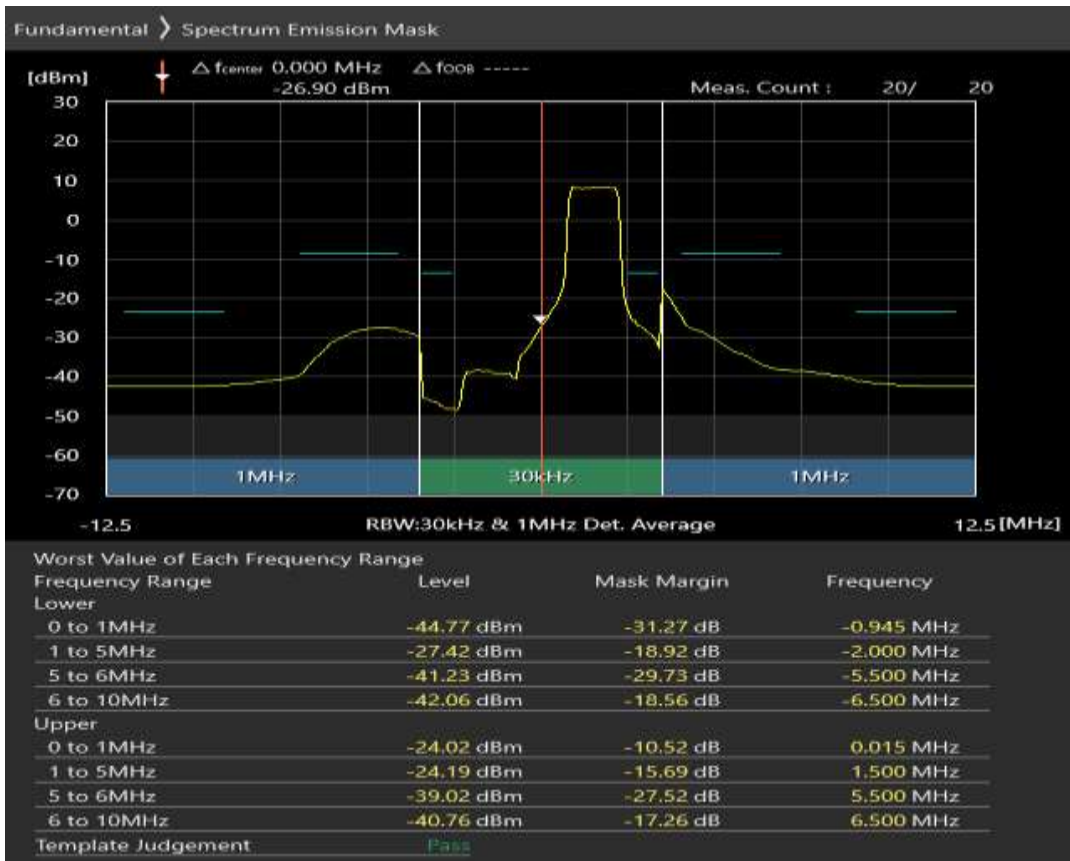 Fundamental ❯ Spectrum Emission Mask
[dBm] △ fcenter 0.000 MHz △ fOOB -----
-26.90 dBm Meas. Count : 20/ 20
30
20
10
0
-10
-20
-30
-40
-50
-60
1MHz 30kHz 1MHz
-70
-12.5 RBW:30kHz & 1MHz Det. Average 12.5 [MHz]
Worst Value of Each Frequency Range
Frequency Range Level Mask Margin Frequency
Lower
0 to 1MHz -44.77 dBm -31.27 dB -0.945 MHz
1 to 5MHz -27.42 dBm -18.92 dB -2.000 MHz
5 to 6MHz -41.23 dBm -29.73 dB -5.500 MHz
6 to 10MHz -42.06 dBm -18.56 dB -6.500 MHz
Upper
0 to 1MHz -24.02 dBm -10.52 dB 0.015 MHz
1 to 5MHz -24.19 dBm -15.69 dB 1.500 MHz
5 to 6MHz -39.02 dBm -27.52 dB 5.500 MHz
6 to 10MHz -40.76 dBm -17.26 dB 6.500 MHz
Template Judgement Pass